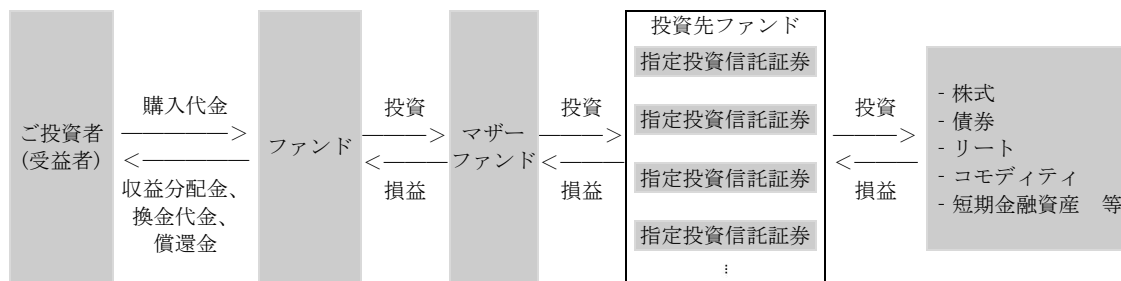 ご投資者
(受益者)
購入代金
収益分配金、
換金代金、
償還金
ファンド
投資
損益
マザー
ファンド
投資
損益
投資先ファンド
指定投資信託証券
指定投資信託証券
指定投資信託証券
指定投資信託証券
⋮
投資
損益
- 株式
- 債券
- リート
- コモディティ
- 短期金融資産　等